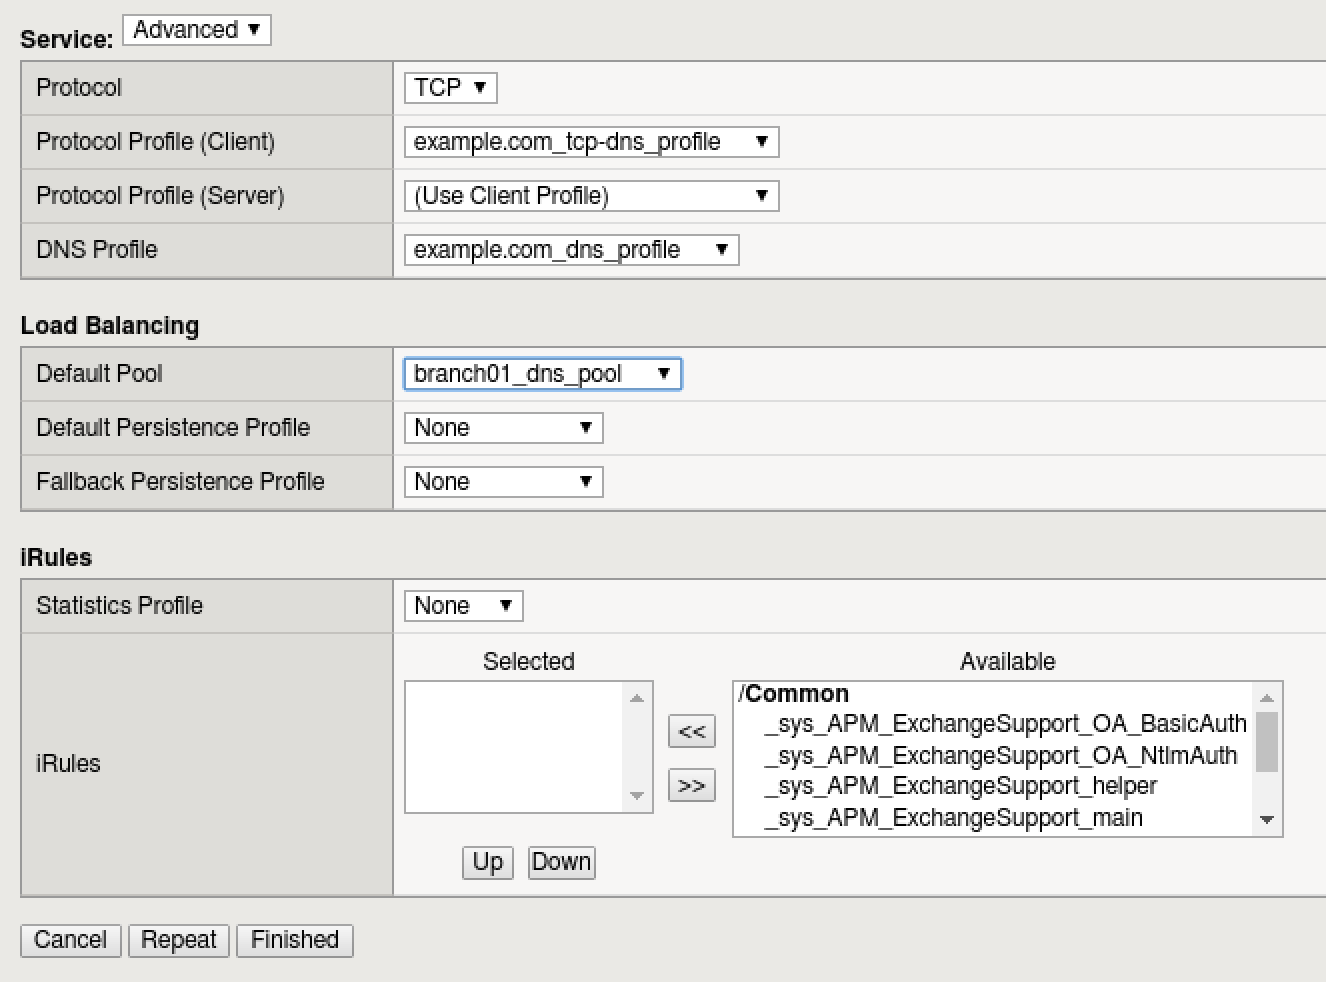 Service: Advanced ▼
Protocol TCP ▼
Protocol Profile (Client) example.com_tcp-dns_profile ▼
Protocol Profile (Server) (Use Client Profile) ▼
DNS Profile example.com_dns_profile ▼
Load Balancing
Default Pool branch01_dns_pool ▼
Default Persistence Profile None ▼
Fallback Persistence Profile None ▼
iRules
Statistics Profile None ▼
Selected Available
/Common
_sys_APM_ExchangeSupport_OA_BasicAuth
<< _sys_APM_ExchangeSupport_OA_NtlmAuth
iRules >> _sys_APM_ExchangeSupport_helper
_sys_APM_ExchangeSupport_main
Up Down
Cancel Repeat Finished